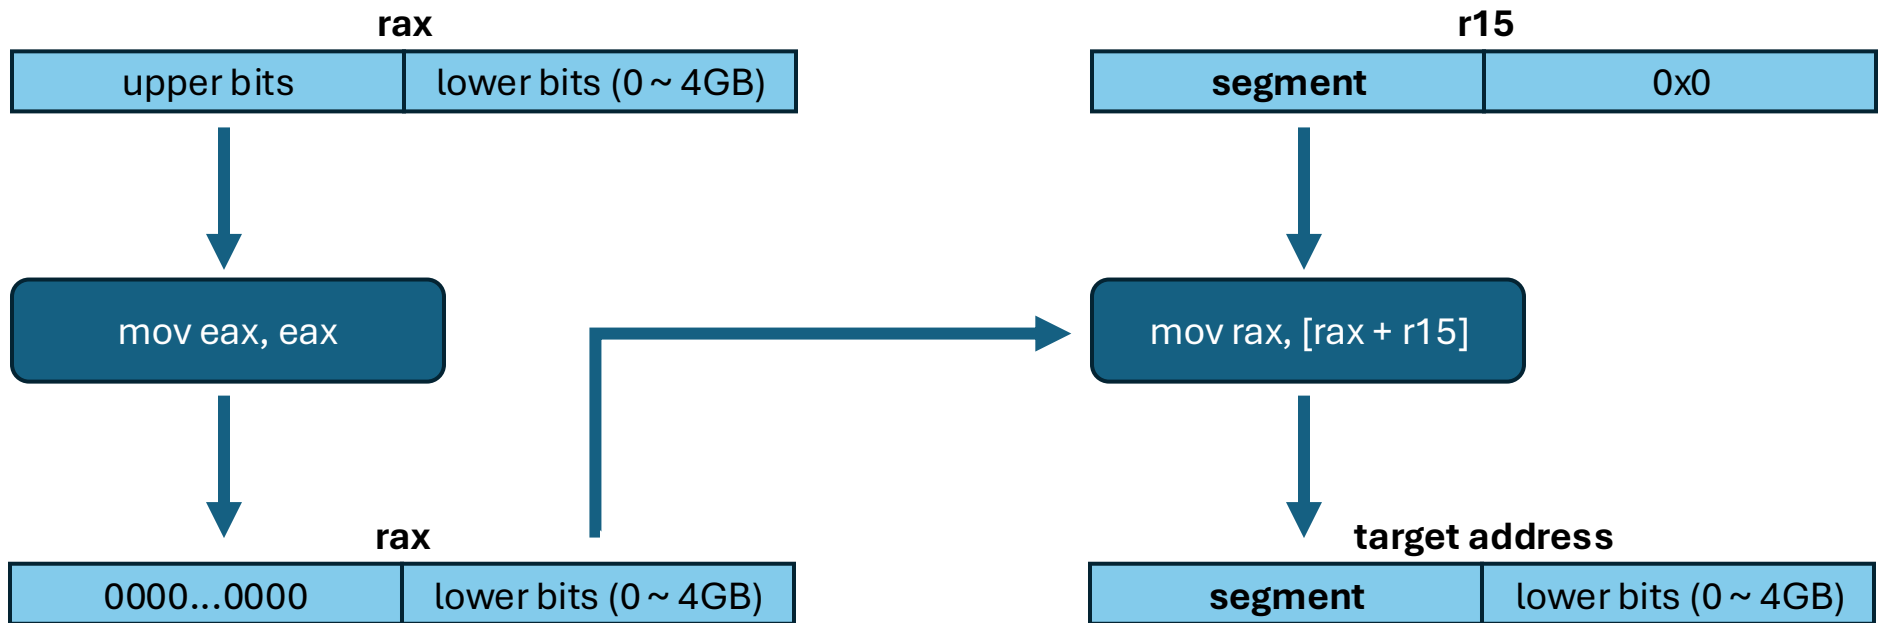 rax
upper bits
lower bits (0 ~ 4GB)
r15
segment
0x0
mov eax, eax
mov rax, [rax + r15]
rax
0000...0000
lower bits (0 ~ 4GB)
target address
segment
lower bits (0 ~ 4GB)